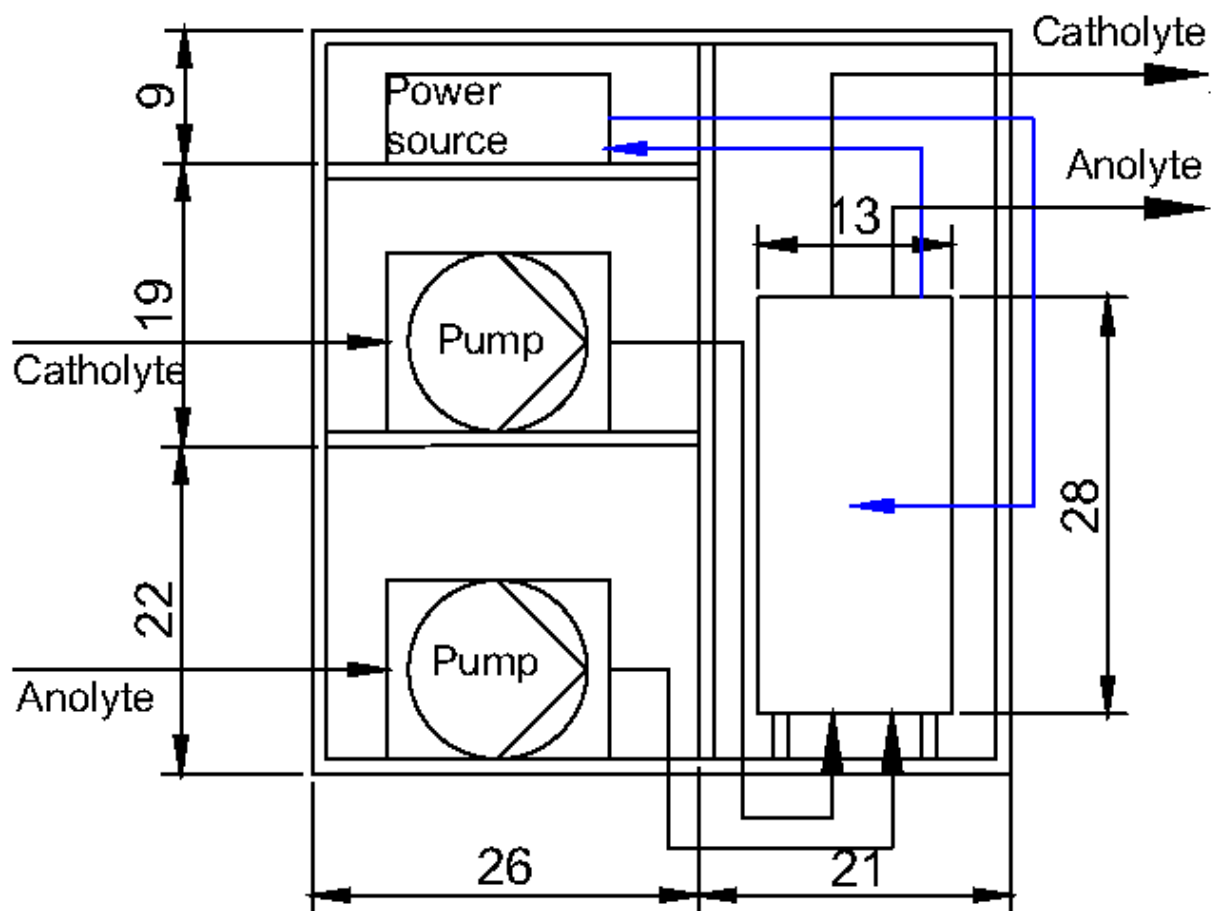 Catholyte
9
Power
source
Anolyte
13
19
Pump
Catholyte
28
22
Pump
Anolyte
26
21